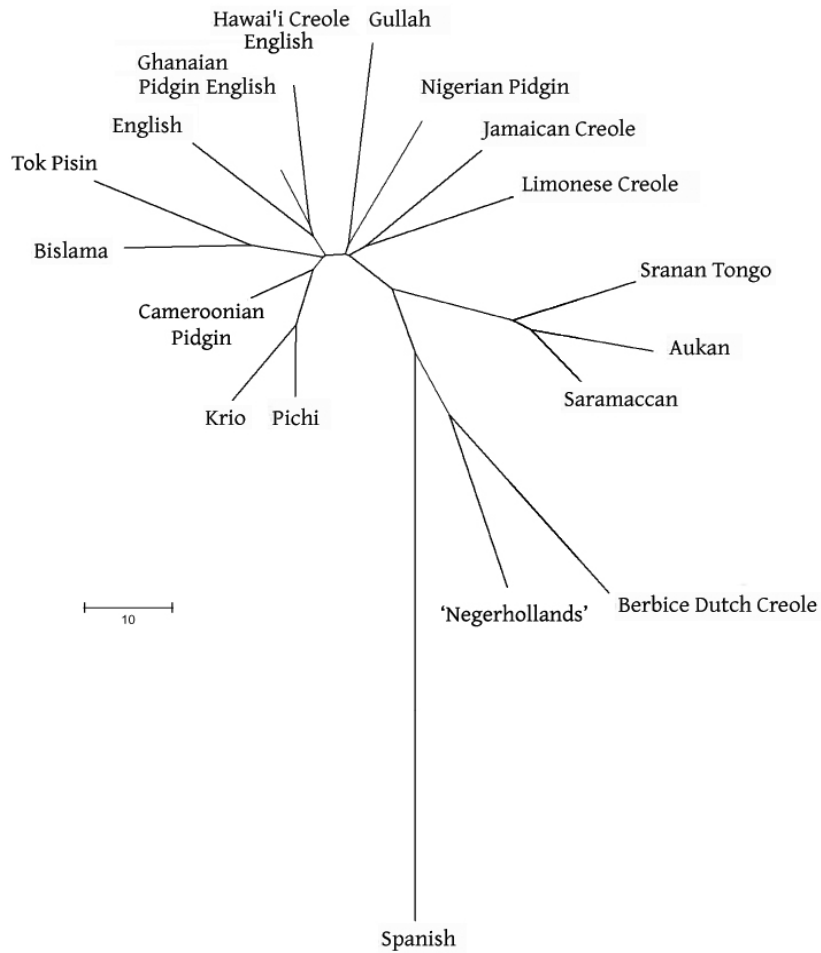 Hawai'i Creole
English
Gullah
Ghanaian
Pidgin English
Nigerian Pidgin
English
Jamaican Creole
Tok Pisin
Limonese Creole
Bislama
Sranan Tongo
Cameroonian
Pidgin
Aukan
Saramaccan
Krio
Pichi
10
‘Negerhollands’
Berbice Dutch Creole
Spanish